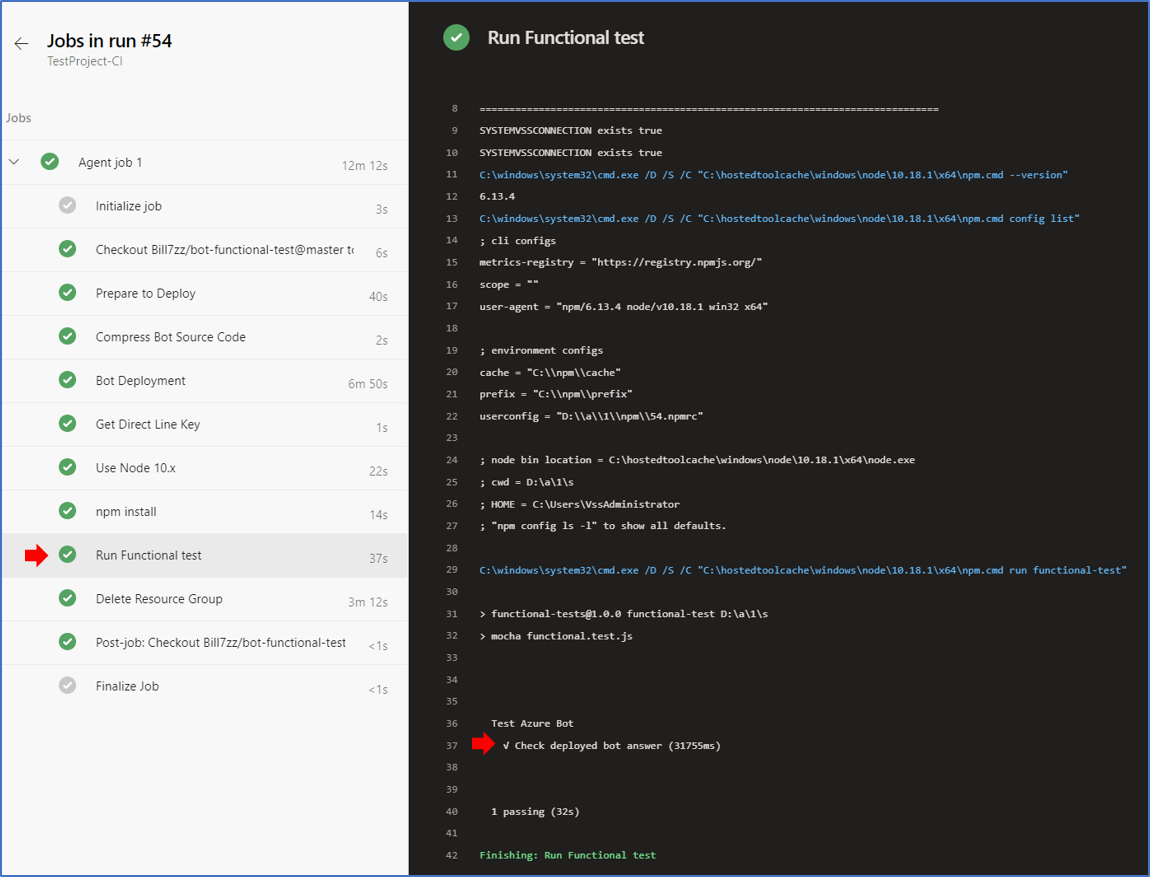 Jobs in run #54
TestProject-CI
Jobs
Agent job 1 12m 12s
Initialize job 3s
Checkout Bill7zz/bot-functional-test@master to 6s
Prepare to Deploy 40s
Compress Bot Source Code 2s
Bot Deployment 6m 50s
Get Direct Line Key 1s
Use Node 10.x 22s
npm install 14s
Run Functional test 37s
Delete Resource Group 3m 12s
Post-job: Checkout Bill7zz/bot-functional-test <1s
Finalize Job <1s
Run Functional test
8 ==============================================================================
9 SYSTEMVSSCONNECTION exists true
10 SYSTEMVSSCONNECTION exists true
11 C:\windows\system32\cmd.exe /D /S /C "C:\hostedtoolcache\windows\node\10.18.1\x64\npm.cmd --version"
12 6.13.4
13 C:\windows\system32\cmd.exe /D /S /C "C:\hostedtoolcache\windows\node\10.18.1\x64\npm.cmd config list"
14 ; cli configs
15 metrics-registry = "https://registry.npmjs.org/"
16 scope = ""
17 user-agent = "npm/6.13.4 node/v10.18.1 win32 x64"
18
19 ; environment configs
20 cache = "C:\\npm\\cache"
21 prefix = "C:\\npm\\prefix"
22 userconfig = "D:\\a\\1\\npm\\54.npmrc"
23
24 ; node bin location = C:\hostedtoolcache\windows\node\10.18.1\x64\node.exe
25 ; cwd = D:\a\1\s
26 ; HOME = C:\Users\VssAdministrator
27 ; "npm config ls -l" to show all defaults.
28
29 C:\windows\system32\cmd.exe /D /S /C "C:\hostedtoolcache\windows\node\10.18.1\x64\npm.cmd run functional-test"
30
31 > functional-tests@1.0.0 functional-test D:\a\1\s
32 > mocha functional.test.js
33
34
35
36 Test Azure Bot
37 √ Check deployed bot answer (31755ms)
38
39
40 1 passing (32s)
41
42 Finishing: Run Functional test